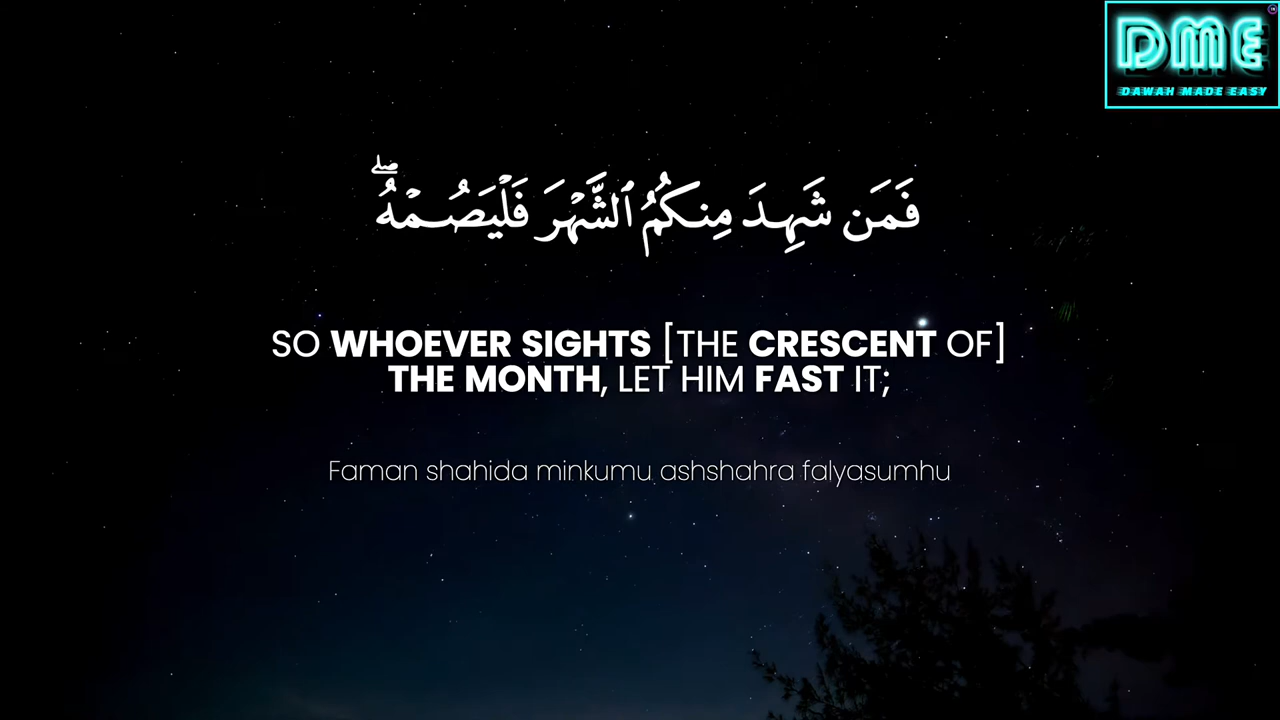 DME
DAWAH MADE EASY
فَمَن شَهِدَ مِنكُمُ ٱلشَّهۡرَ فَلۡيَصُمۡهُۖ
SO WHOEVER SIGHTS [THE CRESCENT OF]
THE MONTH, LET HIM FAST IT;
Faman shahida minkumu ashshahra falyasumhu